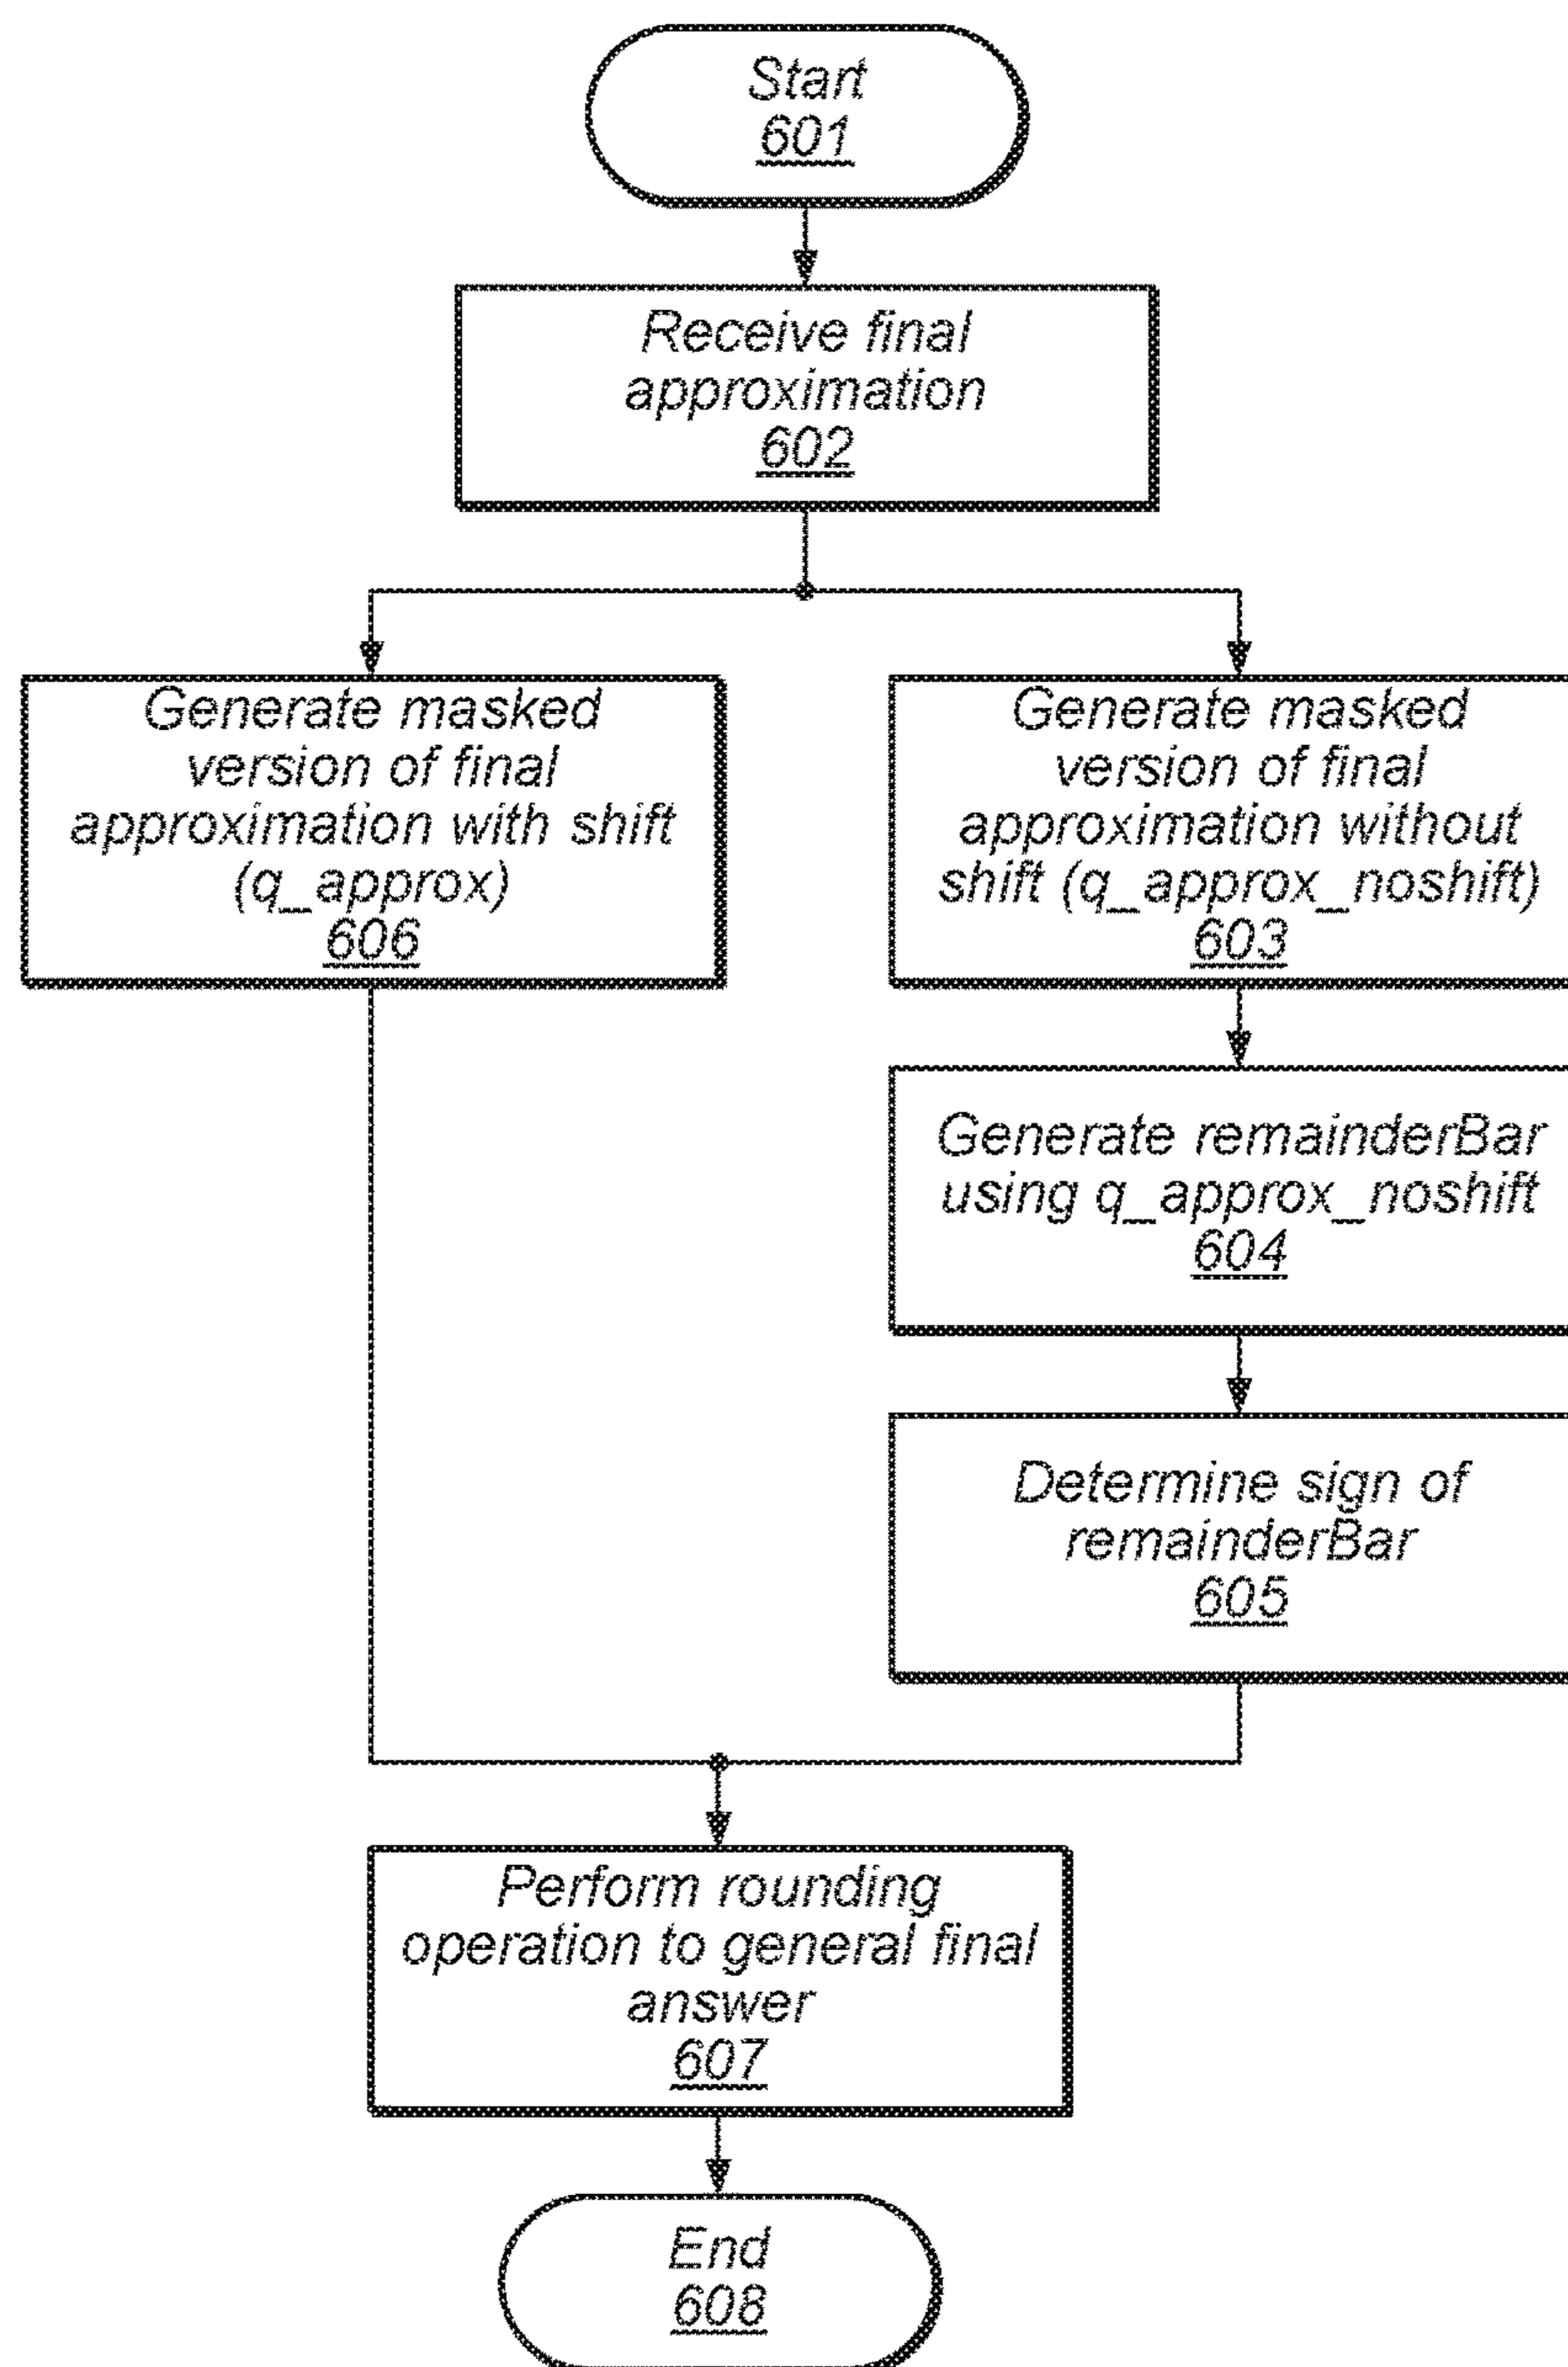 Start
601
Receive final
approximation
602
Generate masked
version of final
approximation with shift
(q_approx)
606
Generate masked
version of final
approximation without
shift (q_approx_noshift)
603
Generate remainderBar
using q_approx_noshift
604
Determine sign of
remainderBar
605
Perform rounding
operation to general final
answer
607
End
608